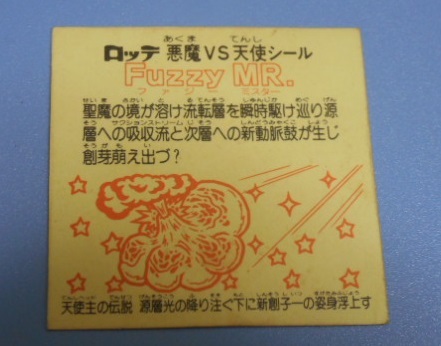 ロッテ 悪魔VS天使シール
Fuzzy MR.
ファジー ミスター
聖魔の境が溶け流転層を瞬時駆け巡り源
層への吸収流と次層への新動脈鼓が生じ
創芽萌え出づ?
天使主の伝説 源層光の降り注ぐ下に新創子一の姿身浮上す